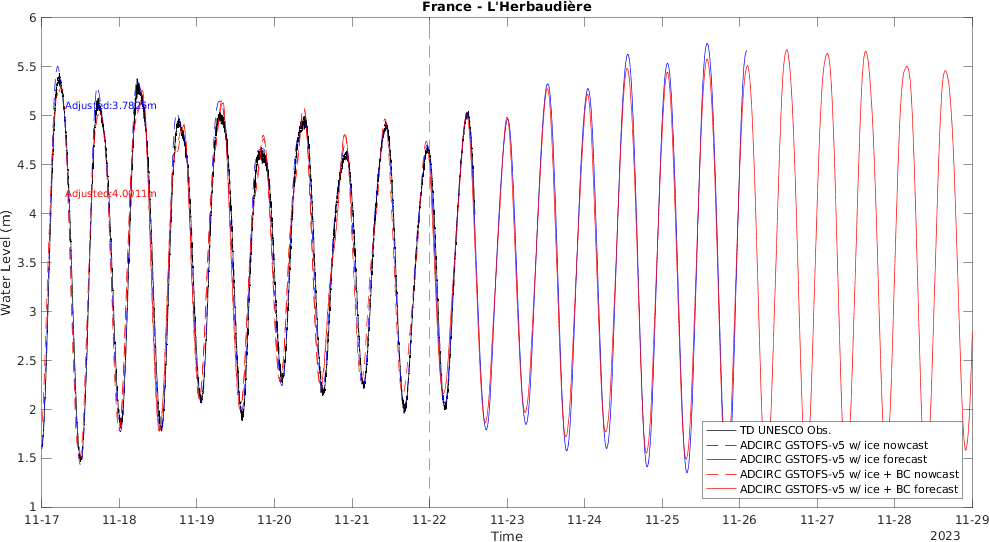 France - L'Herbaudière
6
5.5
5
4.5
4
3.5
3
2.5
2
1.5
1
Water Level (m)
Adjusted:3.7825m
Adjusted:4.0011m
TD UNESCO Obs.
ADCIRC GSTOFS-v5 w/ ice nowcast
ADCIRC GSTOFS-v5 w/ ice forecast
ADCIRC GSTOFS-v5 w/ ice + BC nowcast
ADCIRC GSTOFS-v5 w/ ice + BC forecast
11-17 11-18 11-19 11-20 11-21 11-22 11-23 11-24 11-25 11-26 11-27 11-28 11-29
Time
2023